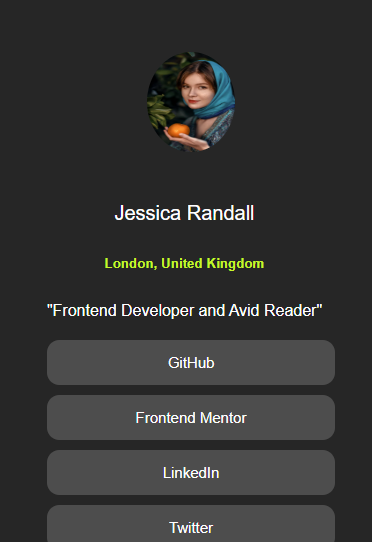 Jessica Randall
London, United Kingdom
"Frontend Developer and Avid Reader"
GitHub
Frontend Mentor
LinkedIn
Twitter